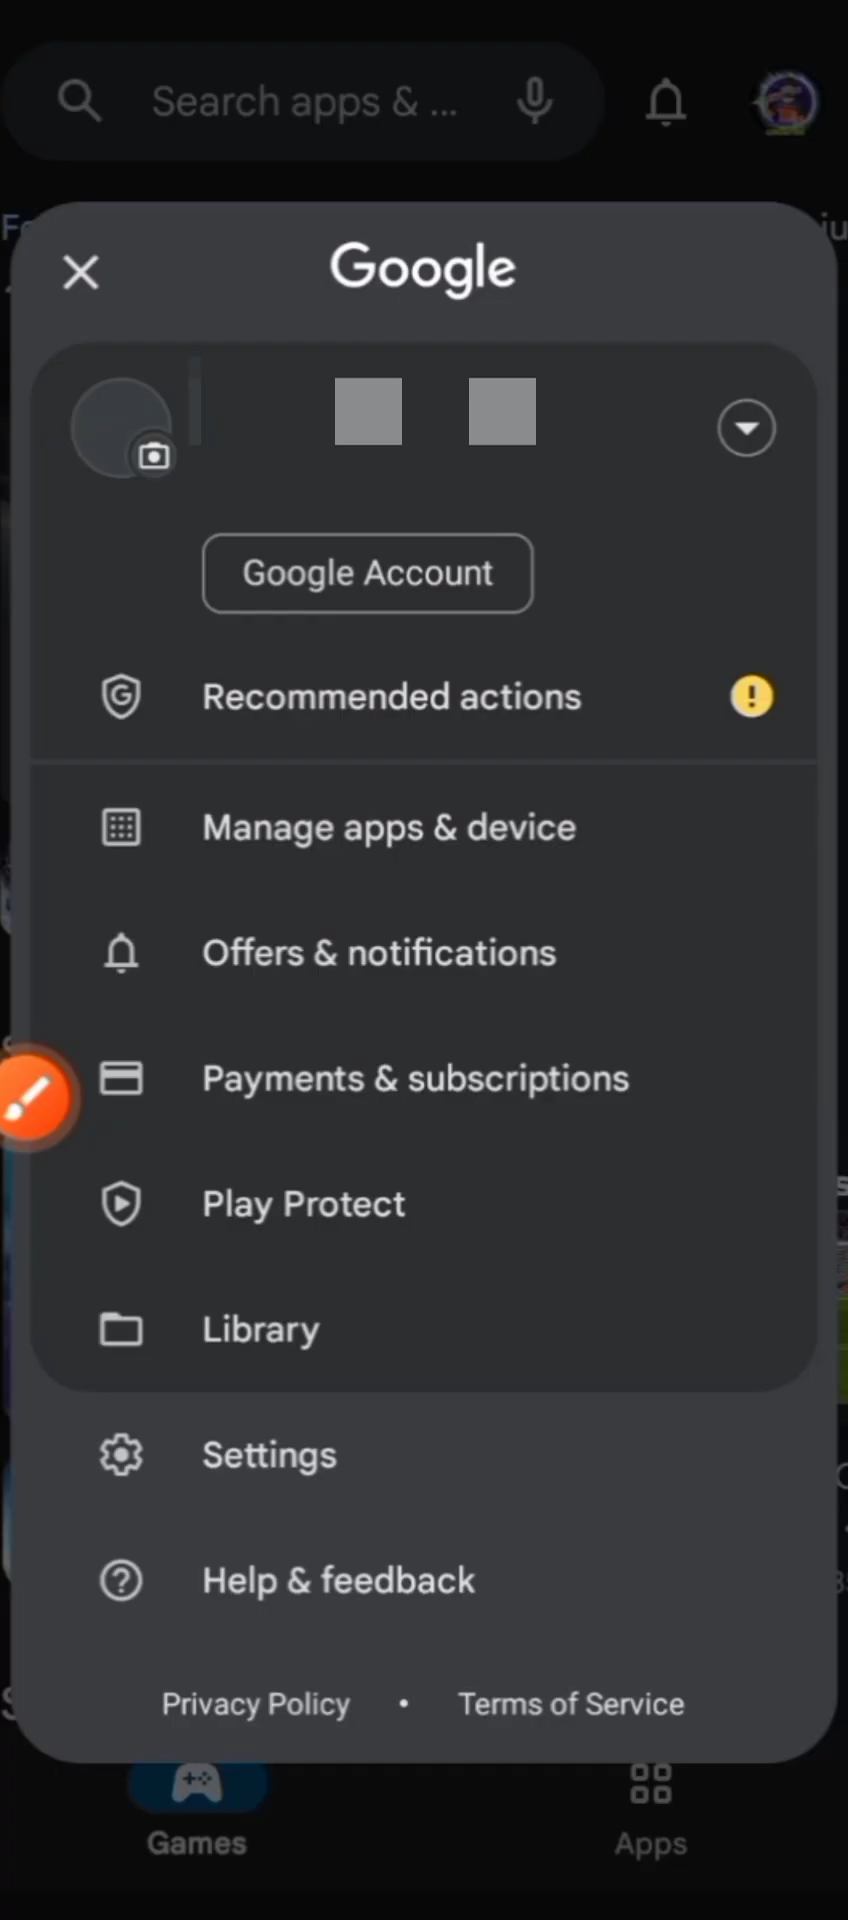 Search apps & ...
Google
Google Account
Recommended actions
Manage apps & device
Offers & notifications
Payments & subscriptions
Play Protect
Library
Settings
Help & feedback
Privacy Policy • Terms of Service
Games
Apps